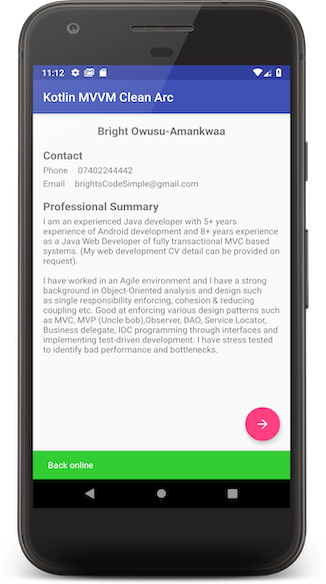 11:12
Kotlin MVVM Clean Arc
Bright Owusu-Amankwaa
Contact
Phone 07402244442
Email brightsCodeSimple@gmail.com
Professional Summary
I am an experienced Java developer with 5+ years
experience of Android development and 8+ years experience
as a Java Web Developer of fully transactional MVC based
systems. (My web development CV detail can be provided on
request).
I have worked in an Agile environment and I have a strong
background in Object-Oriented analysis and design such
as single responsibility enforcing, cohesion & reducing
coupling etc. Good at enforcing various design patterns such
as MVC, MVP (Uncle bob),Observer, DAO, Service Locator,
Business delegate, IOC programming through interfaces and
implementing test-driven development. I have stress tested
to identify bad performance and bottlenecks.
Back online